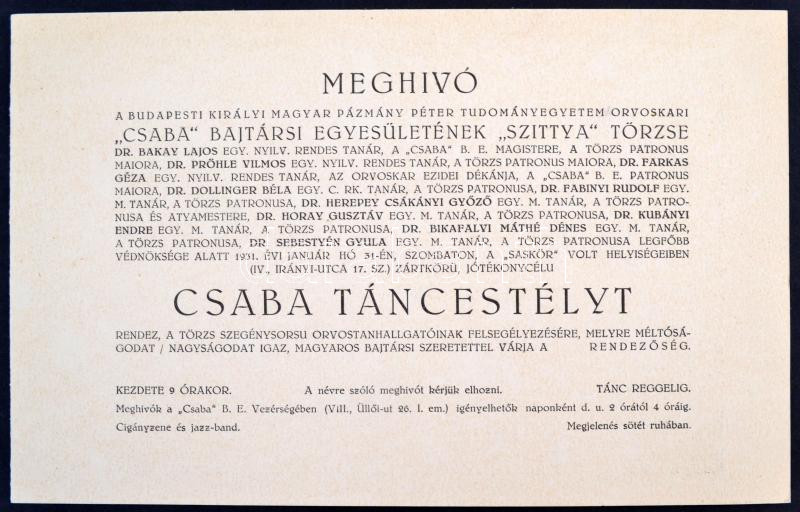 MEGHIVÓ
A BUDAPESTI KIRÁLYI MAGYAR PÁZMÁNY PÉTER TUDOMÁNYEGYETEM ORVOSKARI
„CSABA“ BAJTÁRSI EGYESÜLETÉNEK „SZITTYA“ TÖRZSE
DR. BAKAY LAJOS EGY. NYILV. RENDES TANÁR, A „CSABA“ B. E. MAGISTERE, A TÖRZS PATRONUS
MAIORA, DR. PRÖHLE VILMOS EGY. NYILV. RENDES TANÁR, A TÖRZS PATRONUS MAIORA, DR. FARKAS
GÉZA EGY. NYILV. RENDES TANÁR, AZ ORVOSKAR EZIDEI DÉKÁNJA, A „CSABA“ B. E. PATRONUS
MAIORA, DR. DOLLINGER BÉLA EGY. C. RK. TANÁR, A TÖRZS PATRONUSA, DR. FABINYI RUDOLF EGY.
M. TANÁR, A TÖRZS PATRONUSA, DR. HEREPEY CSÁKÁNYI GYŐZŐ EGY. M. TANÁR, A TÖRZS PATRO-
NUSA ÉS ATYAMESTERE, DR. HORAY GUSZTÁV EGY. M. TANÁR, A TÖRZS PATRONUSA, DR. KUBÁNYI
ENDRE EGY. M. TANÁR, A TÖRZS PATRONUSA, DR. BIKAFALVI MÁTHÉ DÉNES EGY. M. TANÁR,
A TÖRZS PATRONUSA, DR. SEBESTYÉN GYULA EGY. M. TANÁR, A TÖRZS PATRONUSA LEGFŐBB
VÉDNÖKSÉGE ALATT 1931. ÉVI JANUÁR HÓ 31-ÉN, SZOMBATON, A „SASKÖR“ VOLT HELYISÉGEIBEN
(IV., IRÁNYI-UTCA 17. SZ.) ZÁRTKÖRÜ, JÓTÉKONYCÉLU
CSABA TÁNCESTÉLYT
RENDEZ, A TÖRZS SZEGÉNYSORSU ORVOSTANHALLGATÓINAK FELSEGÉLYEZÉSÉRE, MELYRE MÉLTÓSÁ-
GODAT / NAGYSÁGODAT IGAZ, MAGYAROS BAJTÁRSI SZERETETTEL VÁRJA A RENDEZŐSÉG.
KEZDETE 9 ÓRAKOR. A névre szóló meghivót kérjük elhozni. TÁNC REGGELIG.
Meghivók a „Csaba“ B. E. Vezérségében (VIII., Üllői-ut 26. I. em.) igényelhetők naponként d. u. 2 órától 4 óráig.
Cigányzene és jazz-band. Megjelenés sötét ruhában.